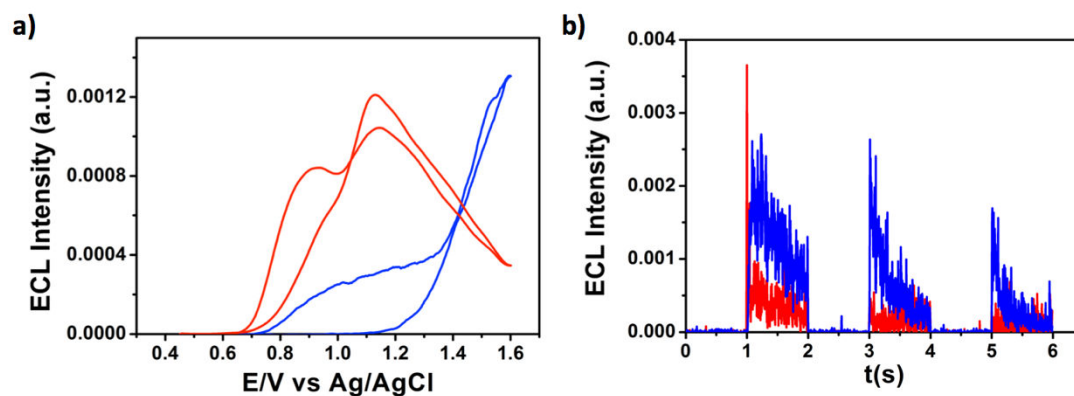 a)
ECL Intensity (a.u.)
0.0012
0.0008
0.0004
0.0000
0.4 0.6 0.8 1.0 1.2 1.4 1.6
E/V vs Ag/AgCl
b)
ECL Intensity (a.u.)
0.004
0.003
0.002
0.001
0.000
0 1 2 3 4 5 6
t(s)